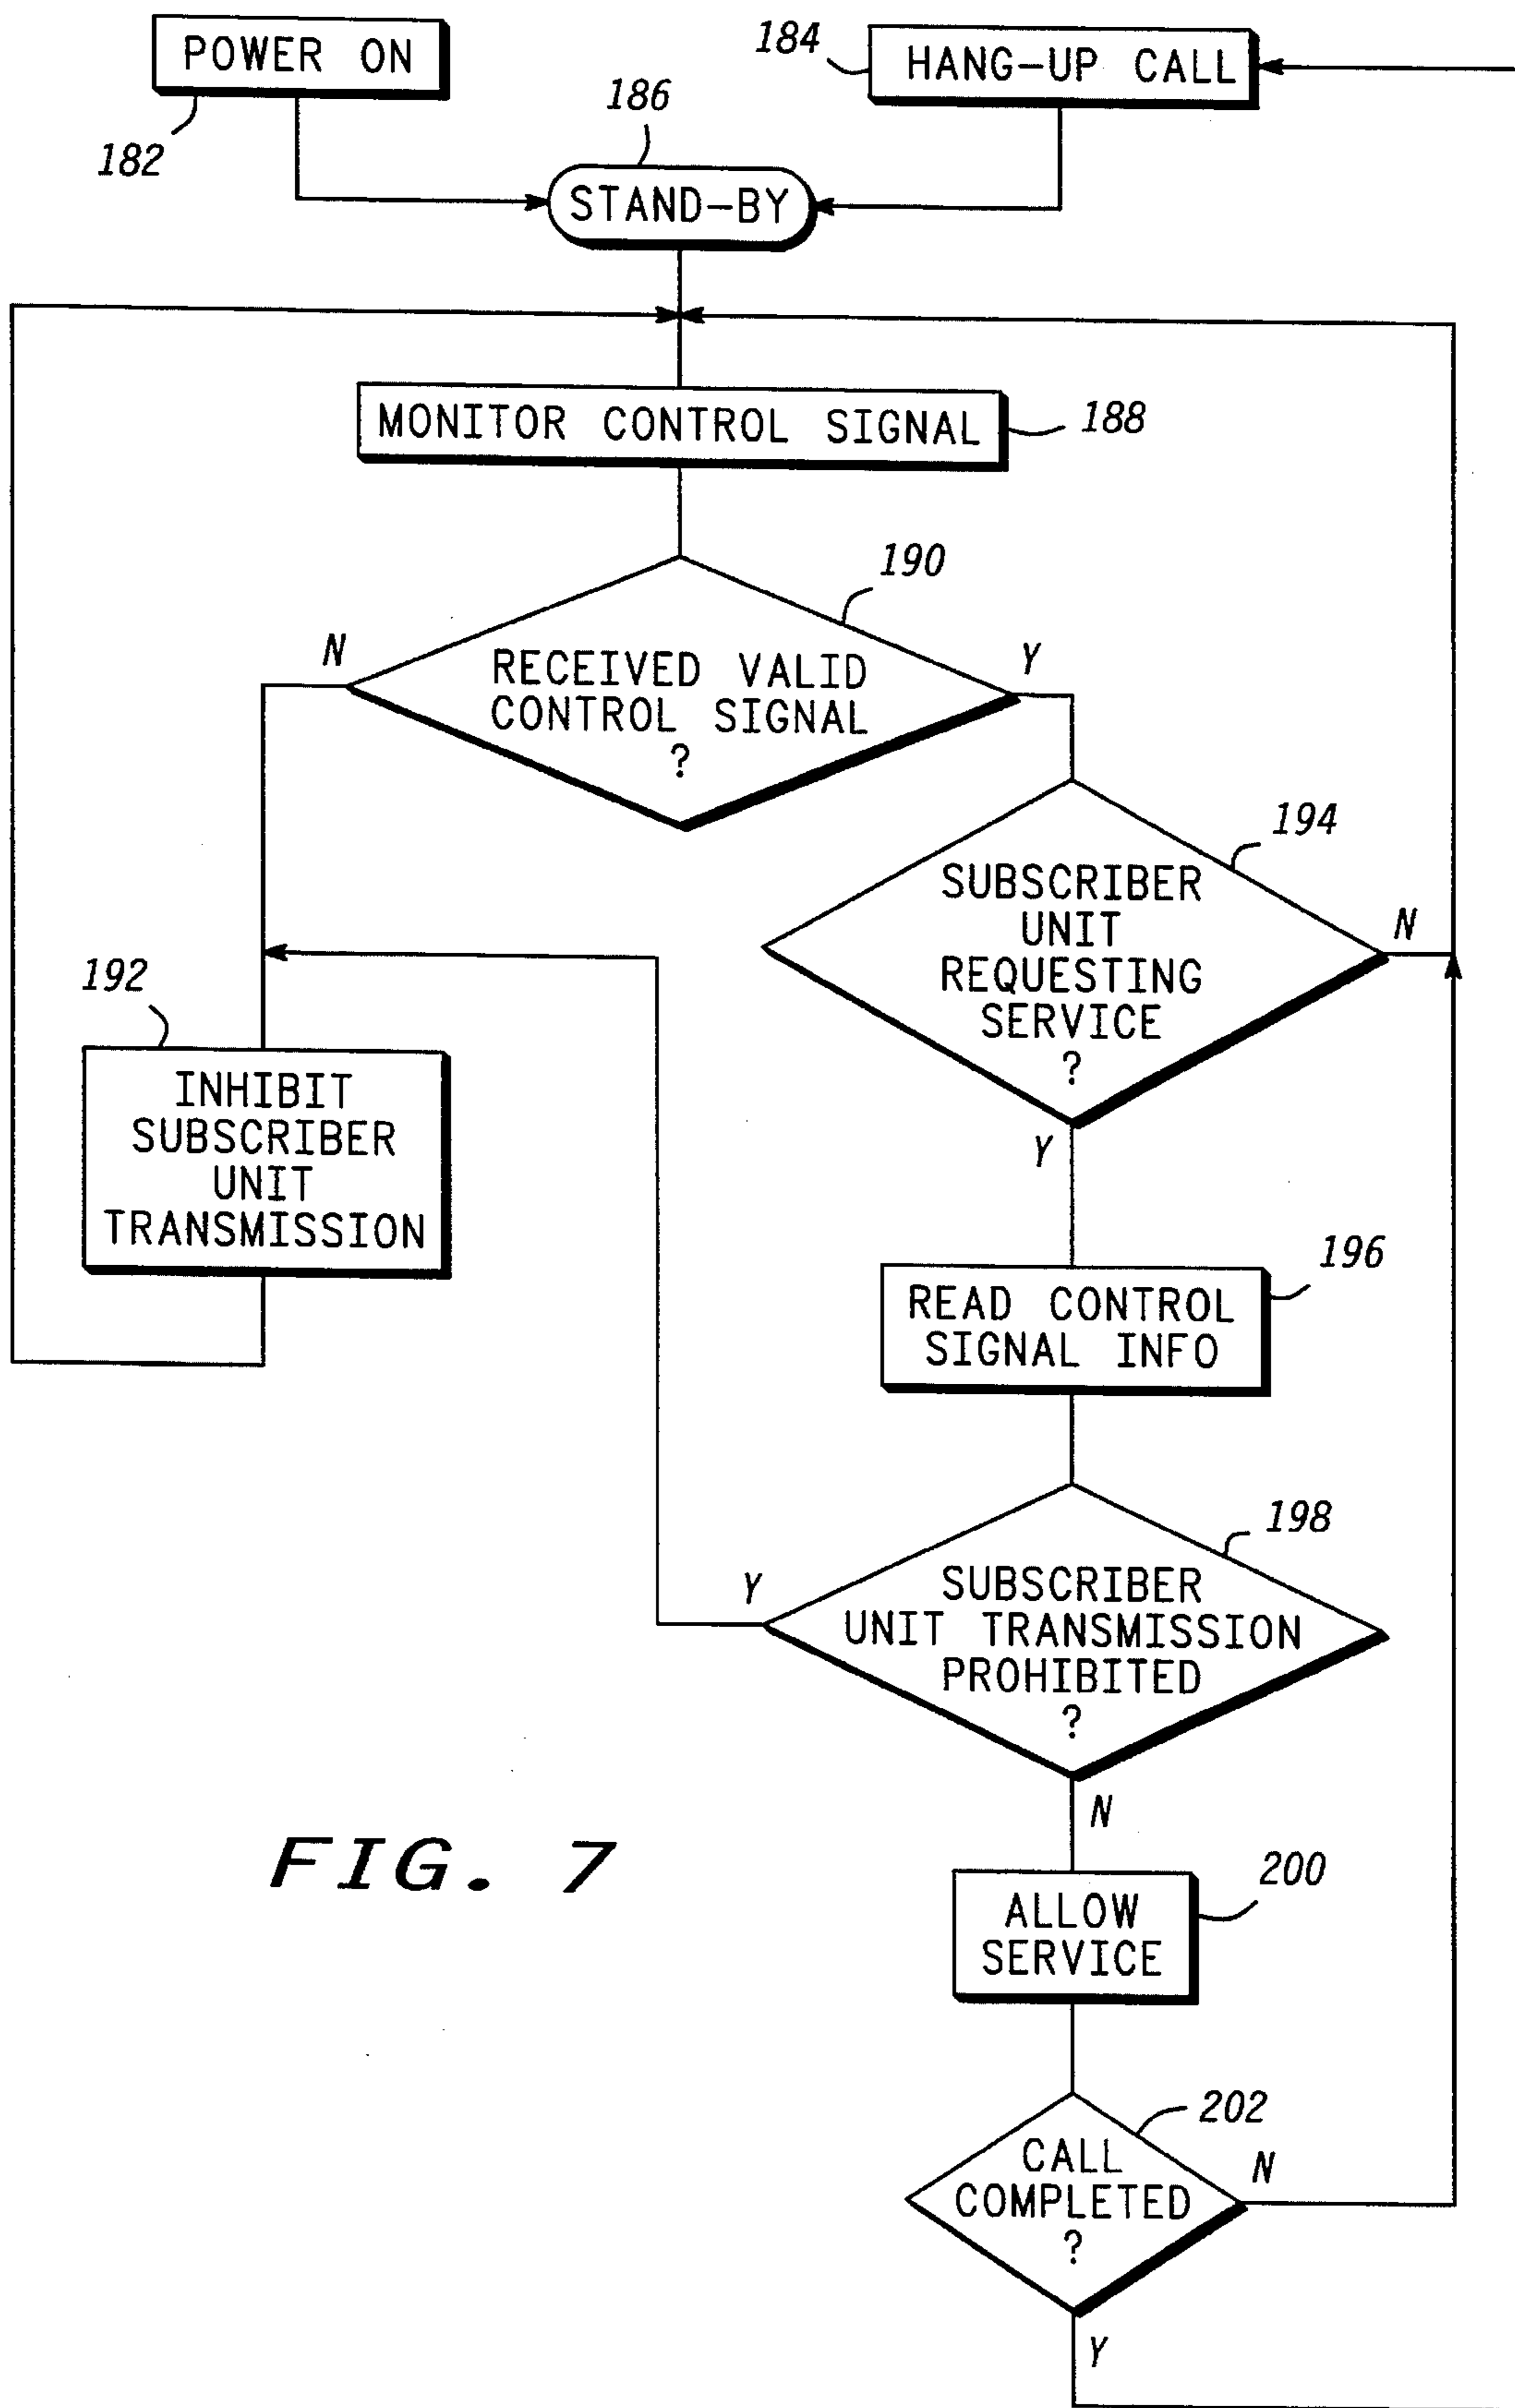 POWER ON
182
184
HANG-UP CALL
186
STAND-BY
MONITOR CONTROL SIGNAL
188
190
N
RECEIVED VALID
CONTROL SIGNAL
?
Y
194
SUBSCRIBER
UNIT
REQUESTING
SERVICE
?
N
Y
192
INHIBIT
SUBSCRIBER
UNIT
TRANSMISSION
196
READ CONTROL
SIGNAL INFO
198
Y
SUBSCRIBER
UNIT TRANSMISSION
PROHIBITED
?
N
FIG. 7
200
ALLOW
SERVICE
202
CALL
COMPLETED
?
N
Y